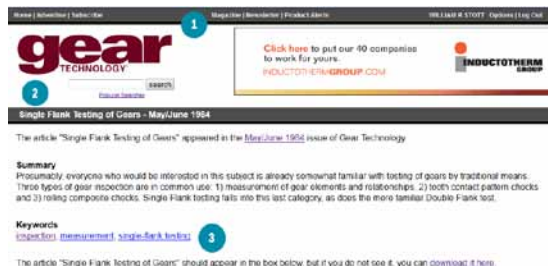 Home | Advertise | Subscribe
Magazine | Newsletter | Product Alerts
WILLIAM R STOTT Options | Log Out
1
gear
TECHNOLOGY
search
2
Popular Searches
Click here to put our 40 companies
to work for yours.
INDUCTOTHERMGROUP.COM
INDUCTOTHERM
GROUP
Single Flank Testing of Gears - May/June 1984
The article "Single Flank Testing of Gears" appeared in the May/June 1984 issue of Gear Technology
Summary
Presumably, everyone who would be interested in this subject is already somewhat familiar with testing of gears by traditional means.
Three types of gear inspection are in common use: 1) measurement of gear elements and relationships, 2) tooth contact pattern chocks
and 3) rolling composite checks. Single Flank testing falls into this last category, as does the more familiar Double Flank test.
Keywords
inspection, measurement, single-flank testing
3
The article "Single Flank Testing of Gears" should appear in the box below, but if you do not see it, you can download it here.